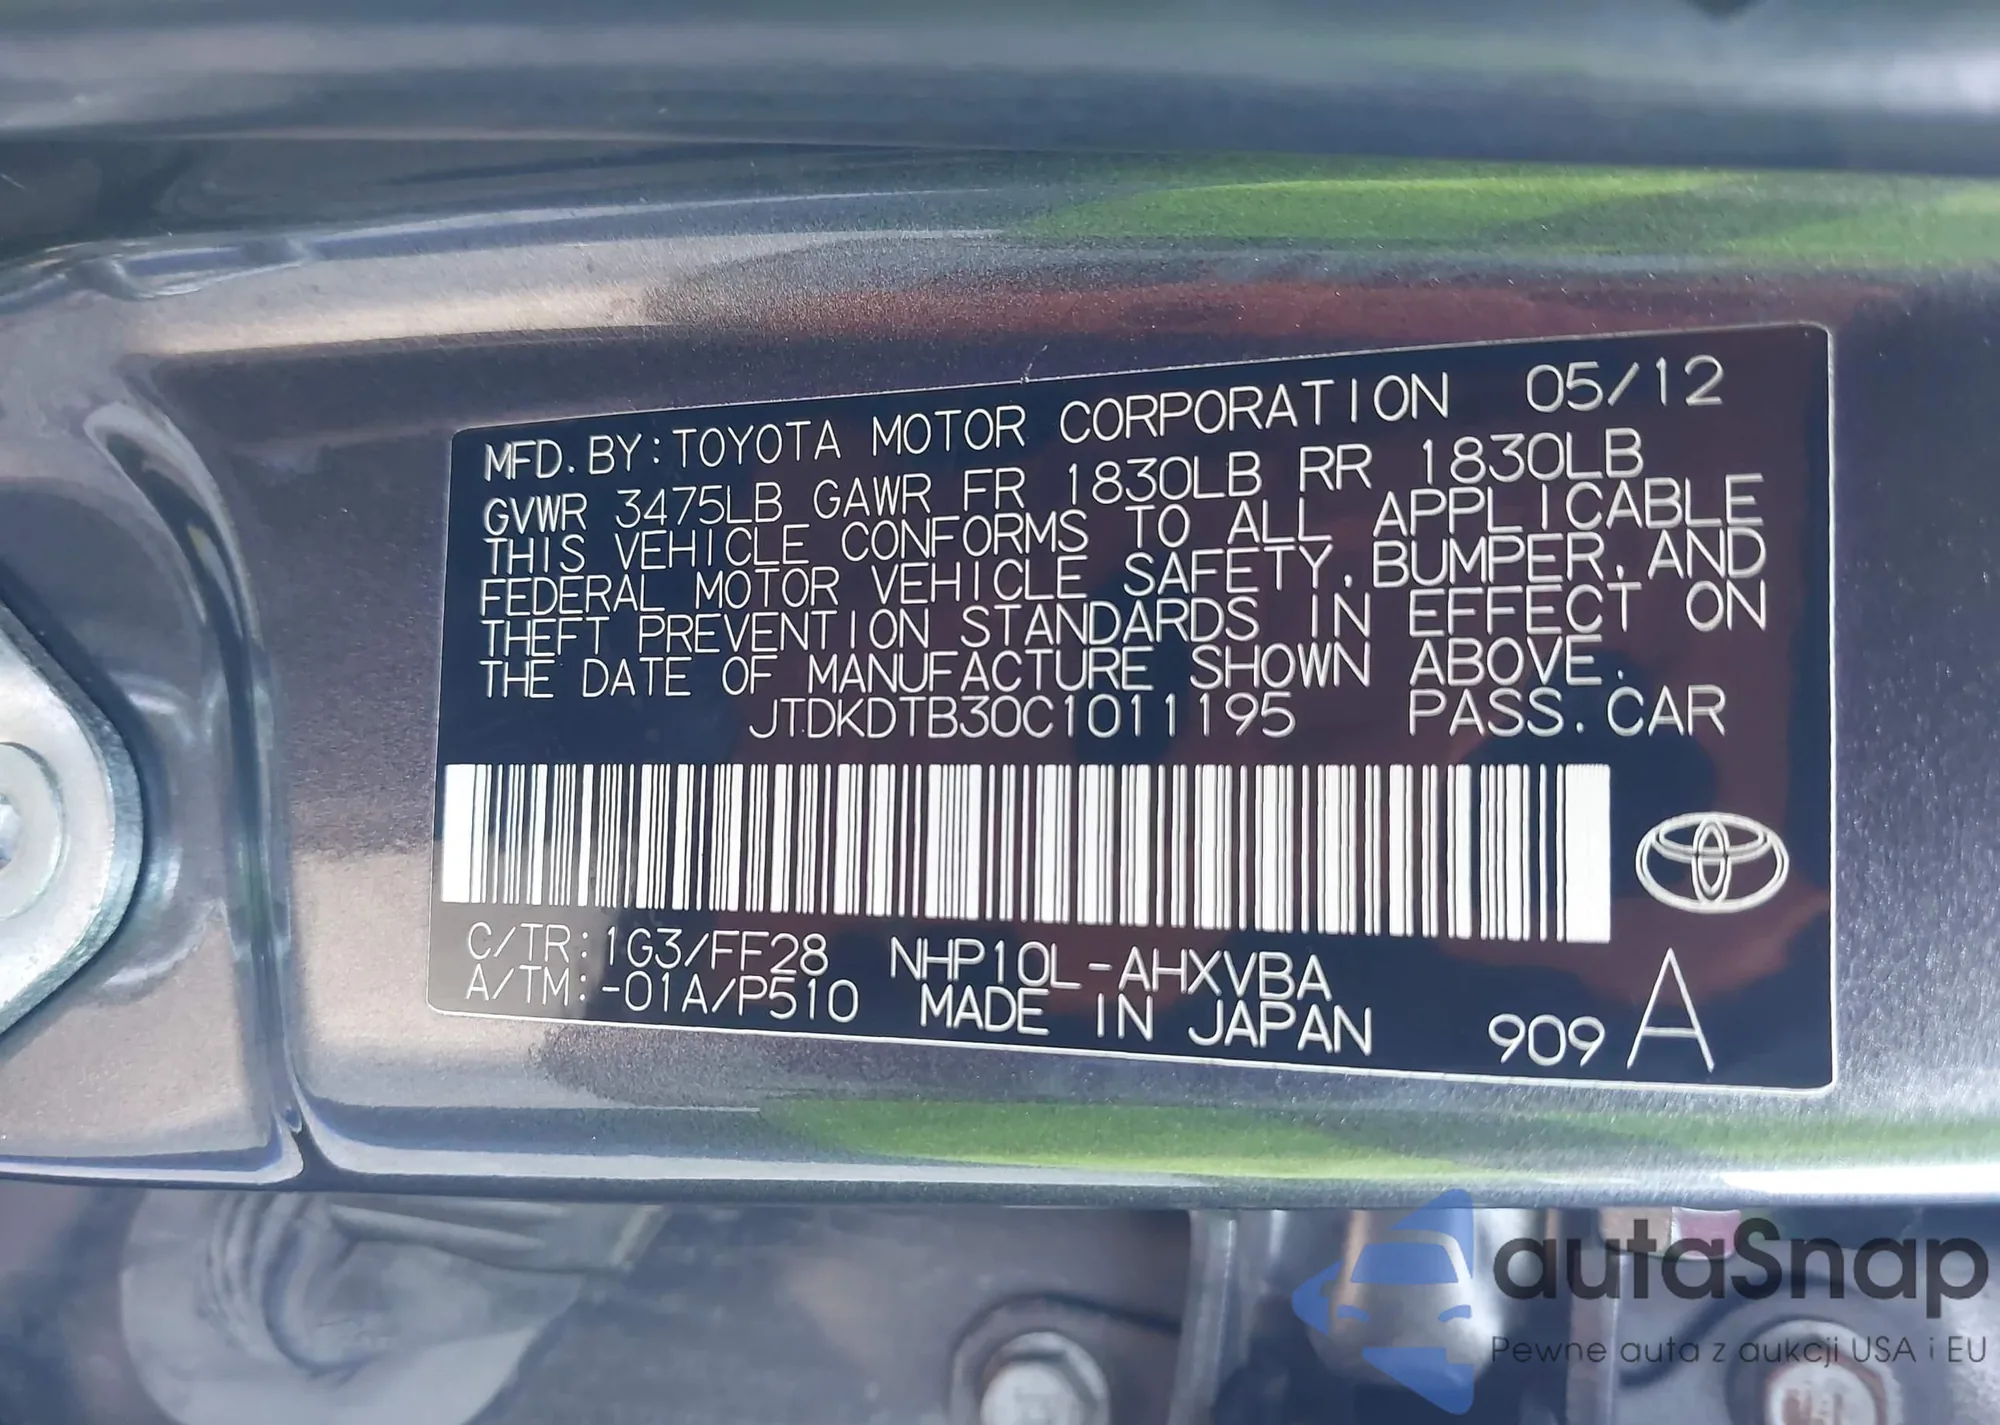 MFD. BY: TOYOTA MOTOR CORPORATION 05/12
GVWR 3475LB GAWR FR 1830LB RR 1830LB
THIS VEHICLE CONFORMS TO ALL APPLICABLE
FEDERAL MOTOR VEHICLE SAFETY, BUMPER, AND
THEFT PREVENTION STANDARDS IN EFFECT ON
THE DATE OF MANUFACTURE SHOWN ABOVE.
JTDKDTB30C1011195 PASS. CAR
C/TR: 1G3/FF28 NHP10L-AHXVBA
A/TM: -01A/P510 MADE IN JAPAN 909 A
autaSnap
Pewne auta z aukcji USA i EU